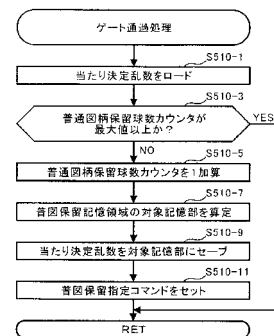 ゲート通過処理
S510-1
当たり決定乱数をロード
S510-3
普通図柄保留球数カウンタが
最大値以上か？
YES
NO
S510-5
普通図柄保留球数カウンタを1加算
S510-7
普図保留記憶領域の対象記憶部を算定
S510-9
当たり決定乱数を対象記憶部にセーブ
S510-11
普図保留指定コマンドをセット
RET